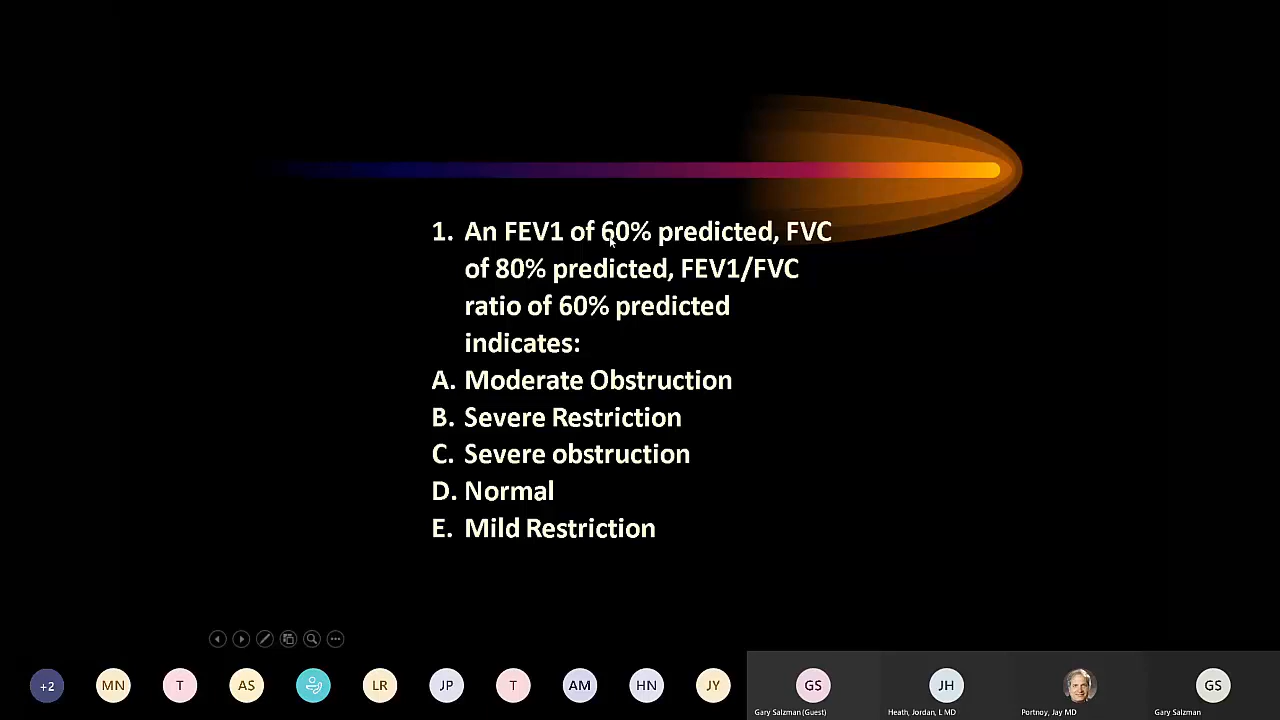 1. An FEV1 of 60% predicted, FVC
of 80% predicted, FEV1/FVC
ratio of 60% predicted
indicates:
A. Moderate Obstruction
B. Severe Restriction
C. Severe obstruction
D. Normal
E. Mild Restriction
+2 MN T AS LR JP T AM HN JY GS JH GS
Gary Salzman (Guest) Heath, Jordan, L MD Portnoy, Jay MD Gary Salzman